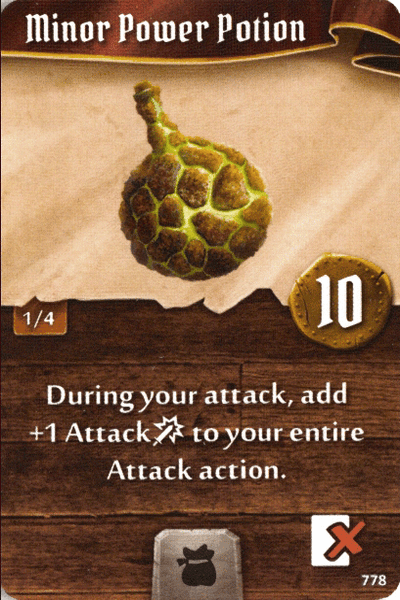 Minor Power Potion
1/4
10
During your attack, add
+1 Attack to your entire
Attack action.
778